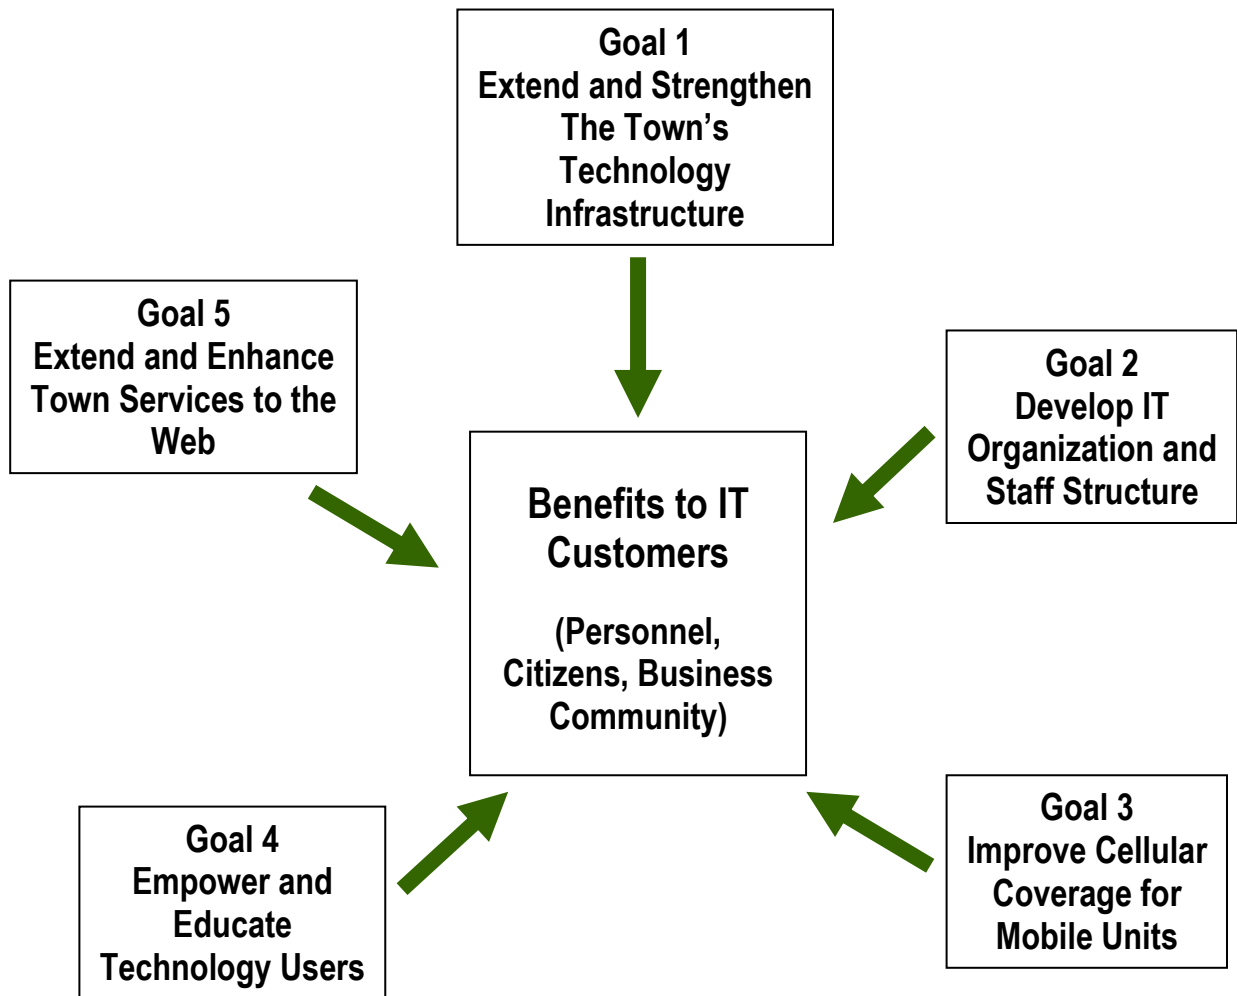 Goal 1
Extend and Strengthen
The Town’s
Technology
Infrastructure
Goal 5
Extend and Enhance
Town Services to the
Web
Goal 2
Develop IT
Organization and
Staff Structure
Benefits to IT
Customers
(Personnel,
Citizens, Business
Community)
Goal 4
Empower and
Educate
Technology Users
Goal 3
Improve Cellular
Coverage for
Mobile Units